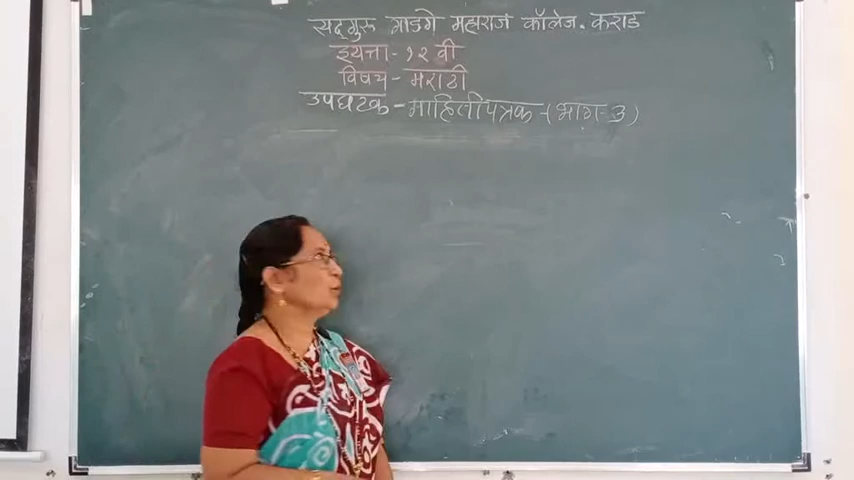 सद्गुरू गाडगे महाराज कॉलेज. कराड
इयत्ता - १२ वी
विषय - मराठी
उपघटक - माहितीपत्रक - (भाग - ३)